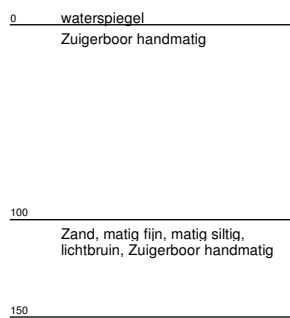 0 waterspiegel
Zuigerboor handmatig
100
Zand, matig fijn, matig siltig,
lichtbruin, Zuigerboor handmatig
150